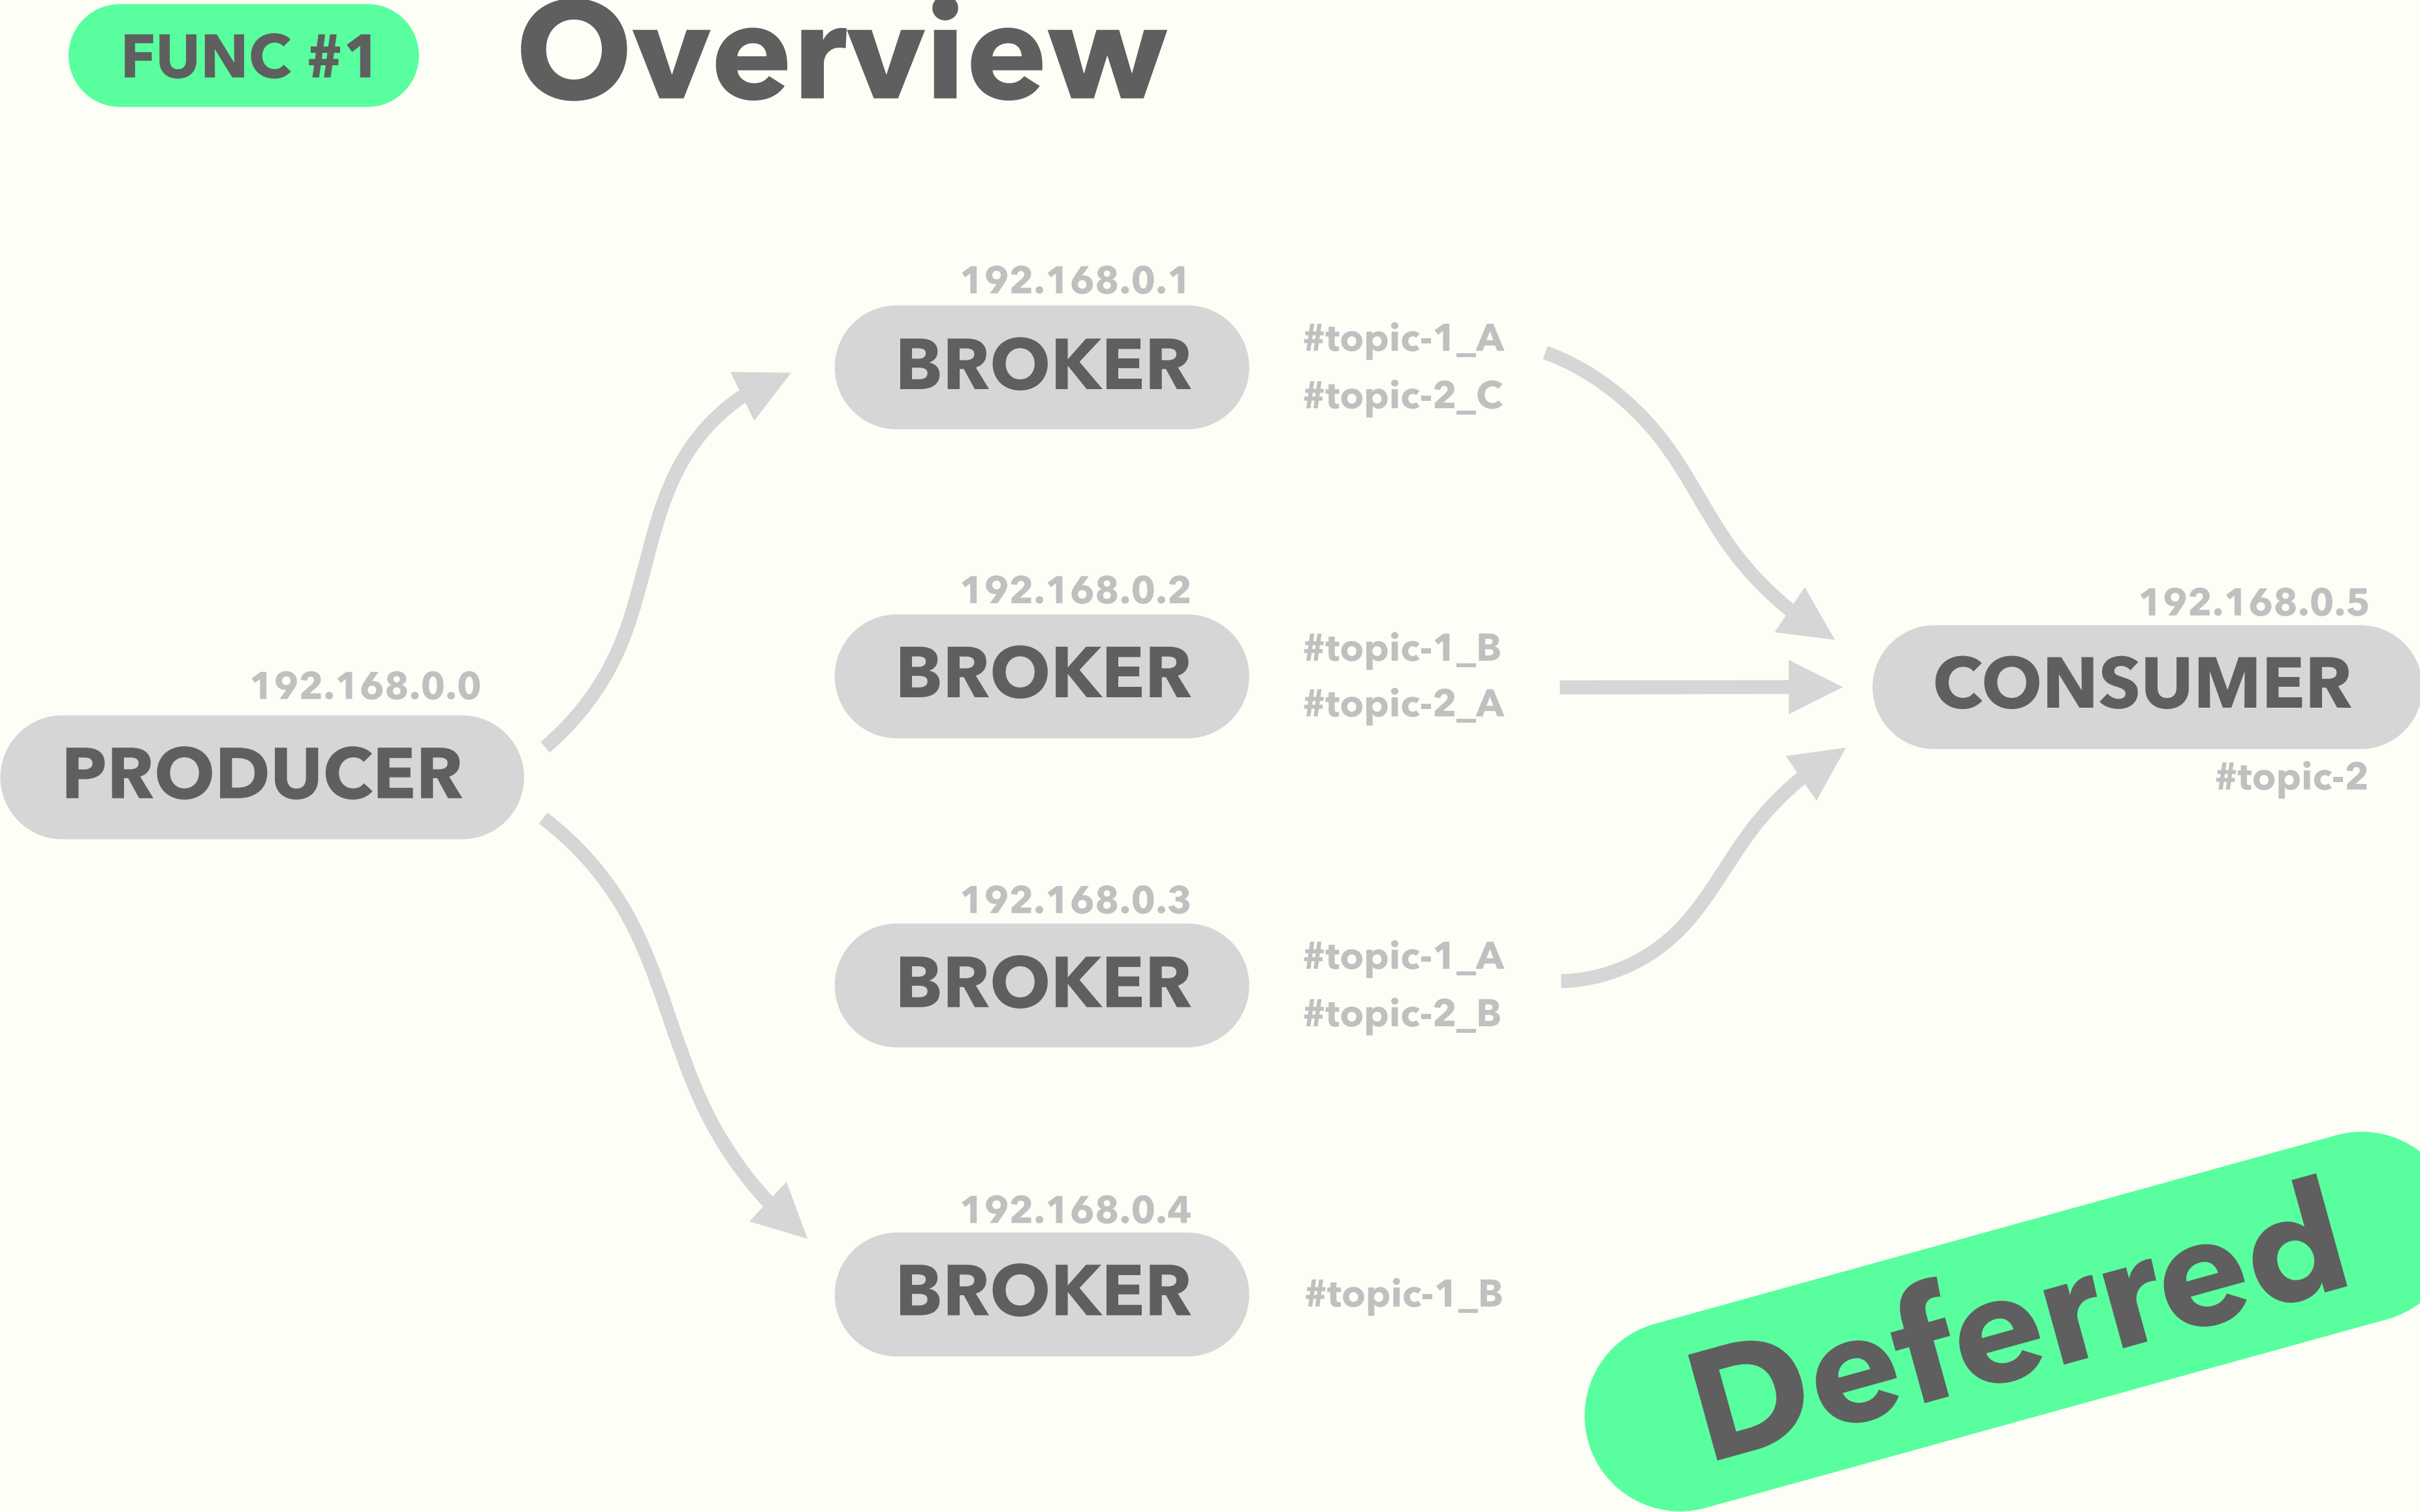 FUNC #1
Overview
192.168.0.1
BROKER
#topic-1_A
#topic-2_C
192.168.0.2
BROKER
#topic-1_B
#topic-2_A
192.168.0.5
CONSUMER
#topic-2
192.168.0.0
PRODUCER
192.168.0.3
BROKER
#topic-1_A
#topic-2_B
192.168.0.4
BROKER
#topic-1_B
Deferred